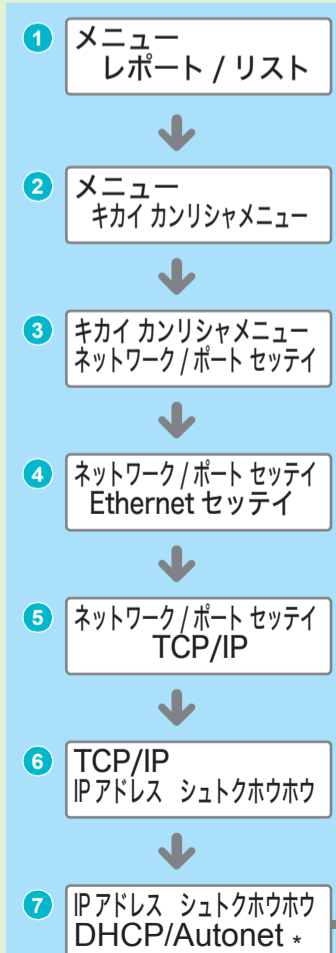 1
メニュー
レポート / リスト
2
メニュー
キカイ カンリシャメニュー
3
キカイ カンリシャメニュー
ネットワーク / ポート セッテイ
4
ネットワーク / ポート セッテイ
Ethernet セッテイ
5
ネットワーク / ポート セッテイ
TCP/IP
6
TCP/IP
IPアドレス シュトクホウホウ
7
IPアドレス シュトクホウホウ
DHCP/Autonet *